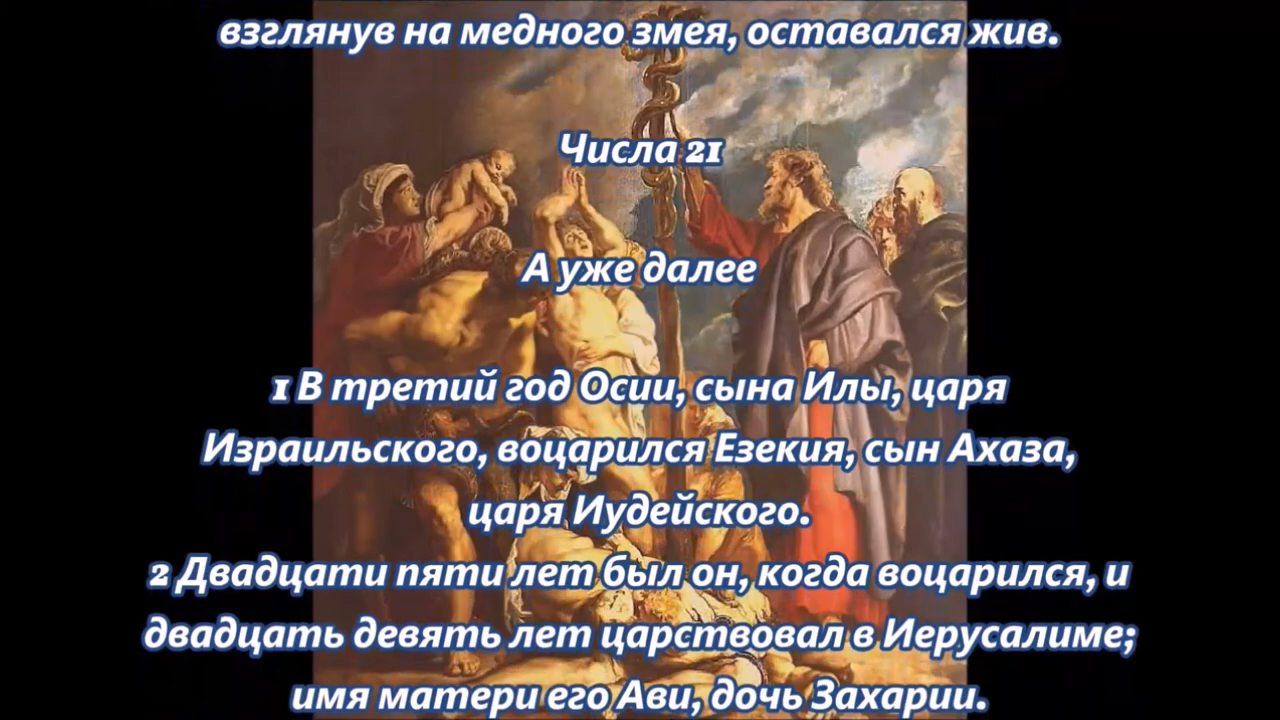 взглянув на медного змея, оставался жив.
Числа 21
А уже далее
1 В третий год Осии, сына Илы, царя
Израильского, воцарился Езекия, сын Ахаза,
царя Иудейского.
2 Двадцати пяти лет был он, когда воцарился, и
двадцать девять лет царствовал в Иерусалиме;
имя матери его Ави, дочь Захарии.